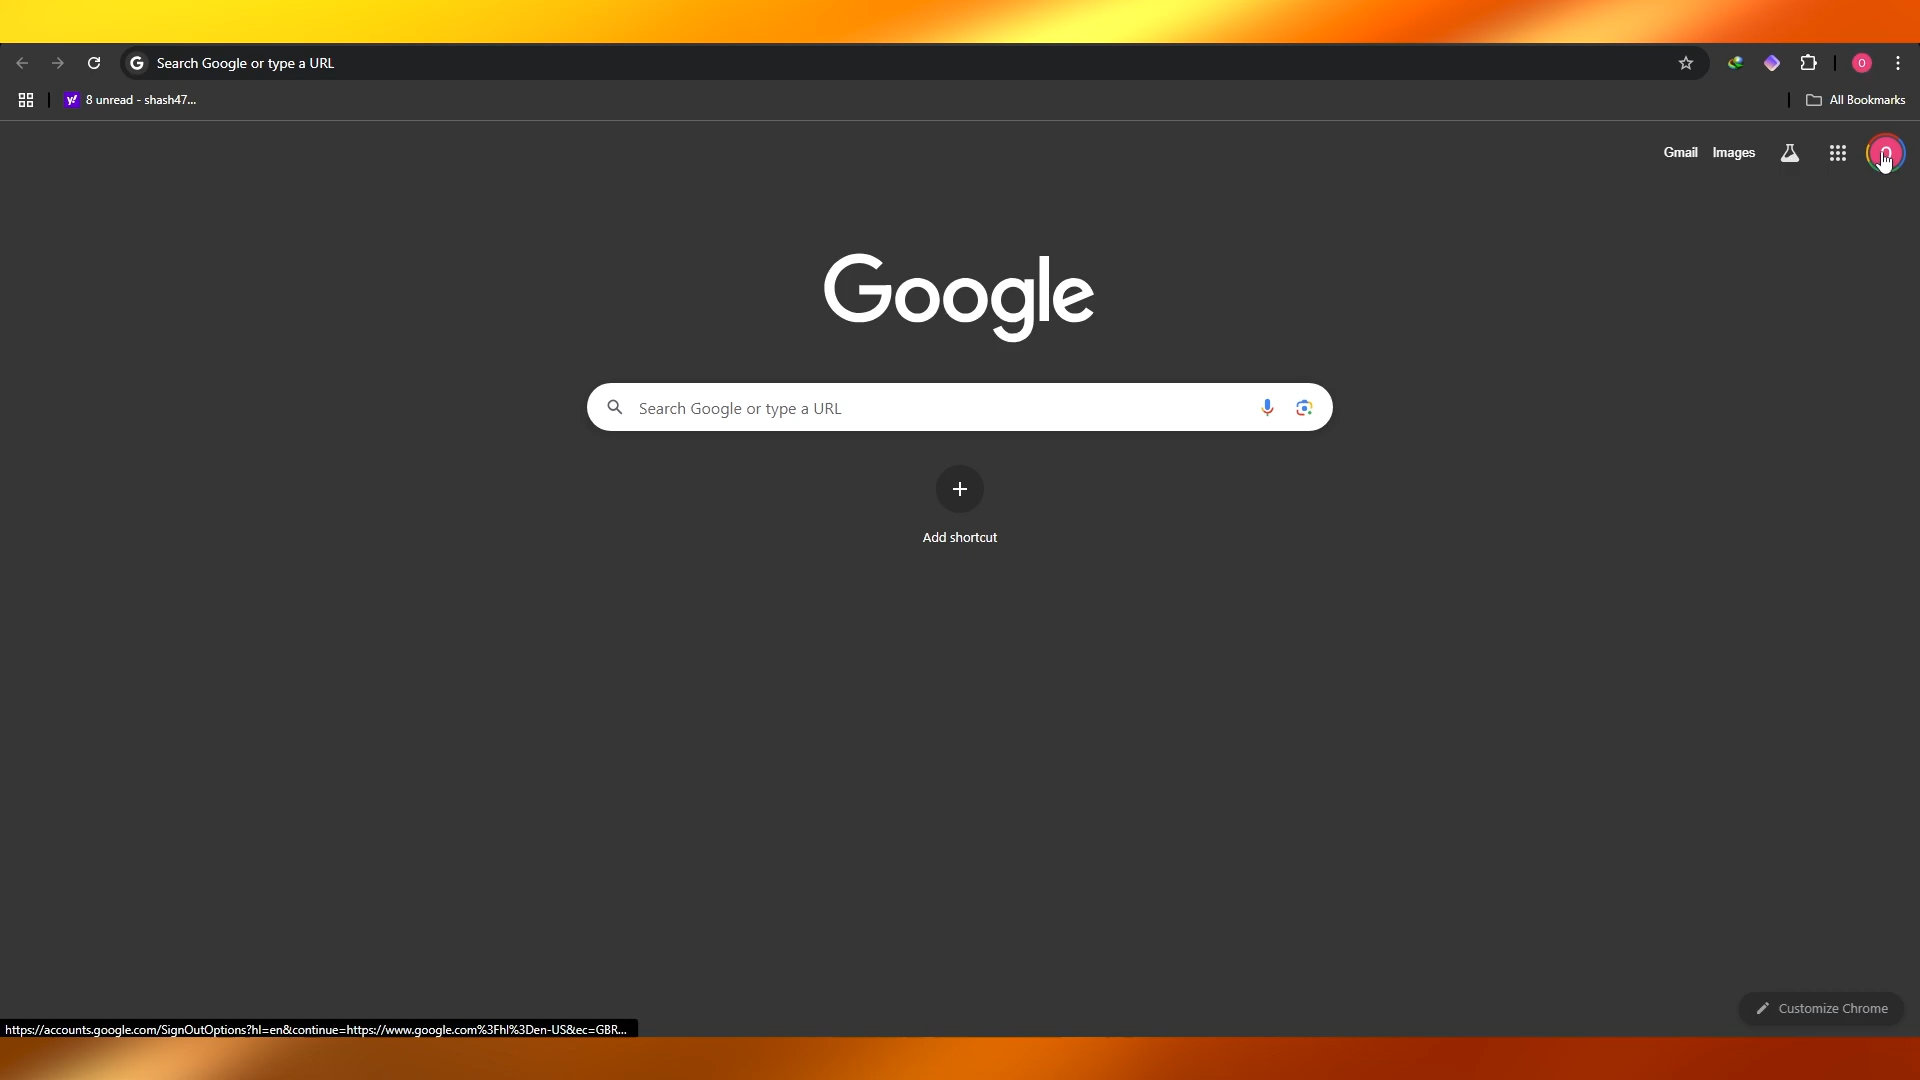 Search Google or type a URL
8 unread - shash47...
All Bookmarks
Gmail Images
Google
Search Google or type a URL
Add shortcut
Customize Chrome
https://accounts.google.com/SignOutOptions?hl=en&continue=https://www.google.com%3Fhl%3Den-US&ec=GBR...